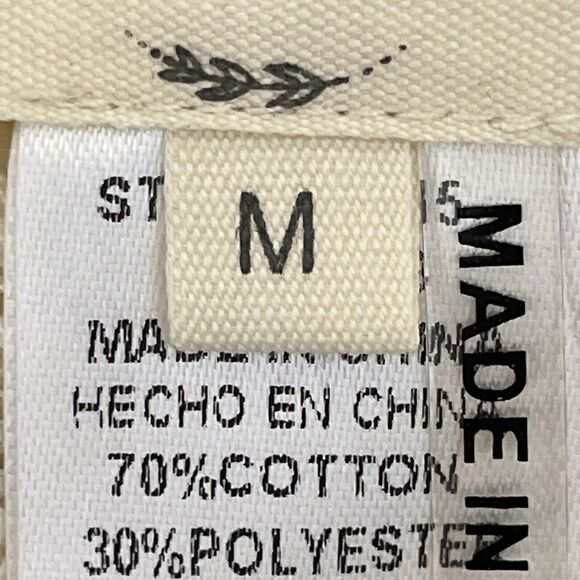 M
HECHO EN CHIN
70%COTTON
30%POLYESTE
MADE IN